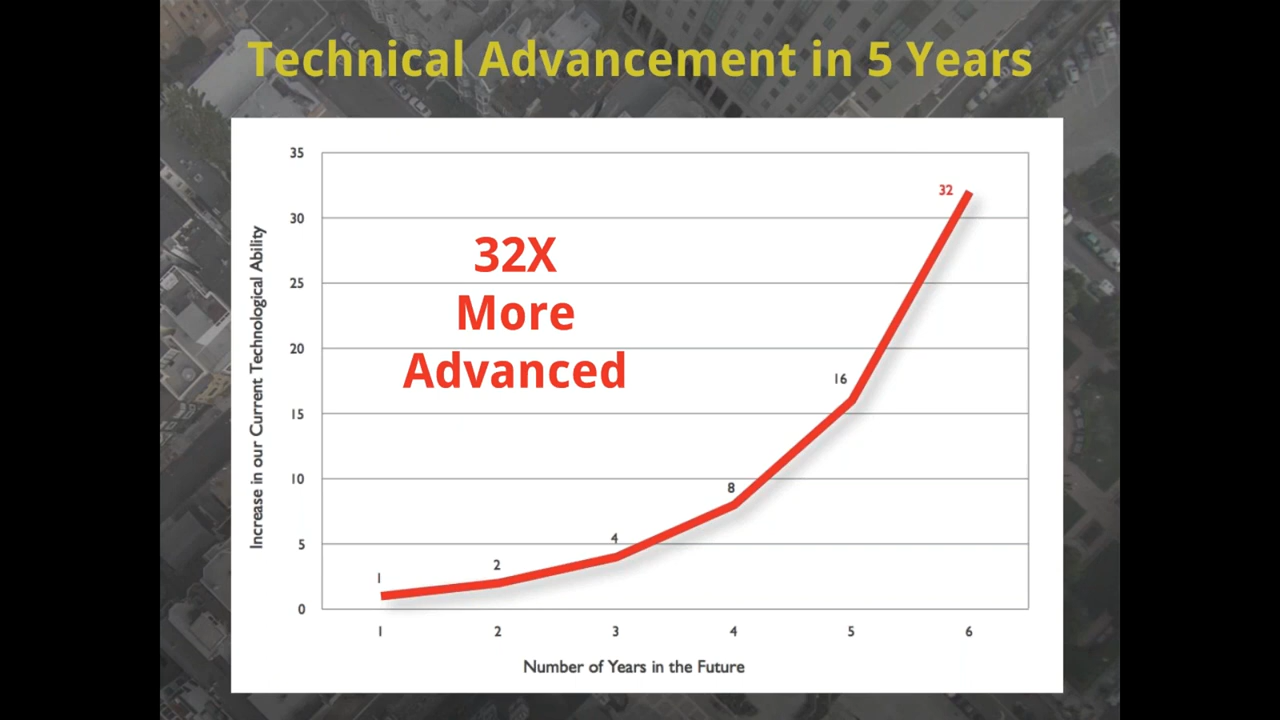 Technical Advancement in 5 Years
35
30
25
20
15
10
5
0
Increase in our Current Technological Ability
32X
More
Advanced
1
2
4
8
16
32
1 2 3 4 5 6
Number of Years in the Future